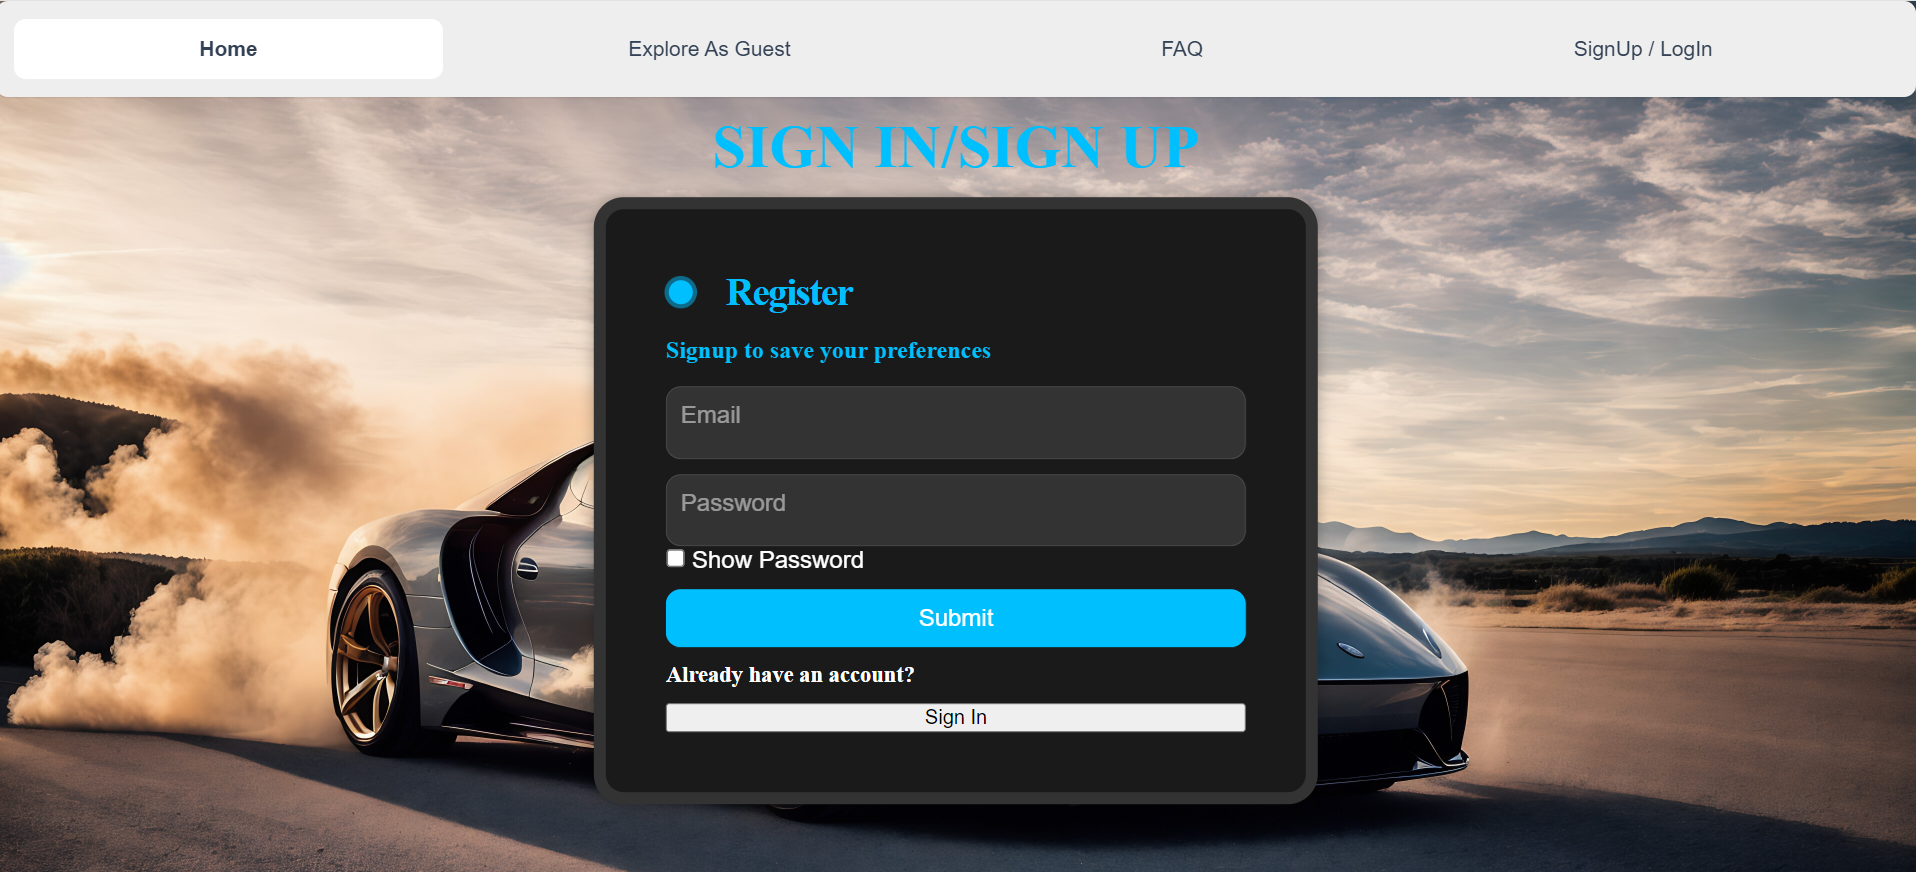 Home
Explore As Guest
FAQ
SignUp / LogIn
SIGN IN/SIGN UP
Register
Signup to save your preferences
Email
Password
Show Password
Submit
Already have an account?
Sign In